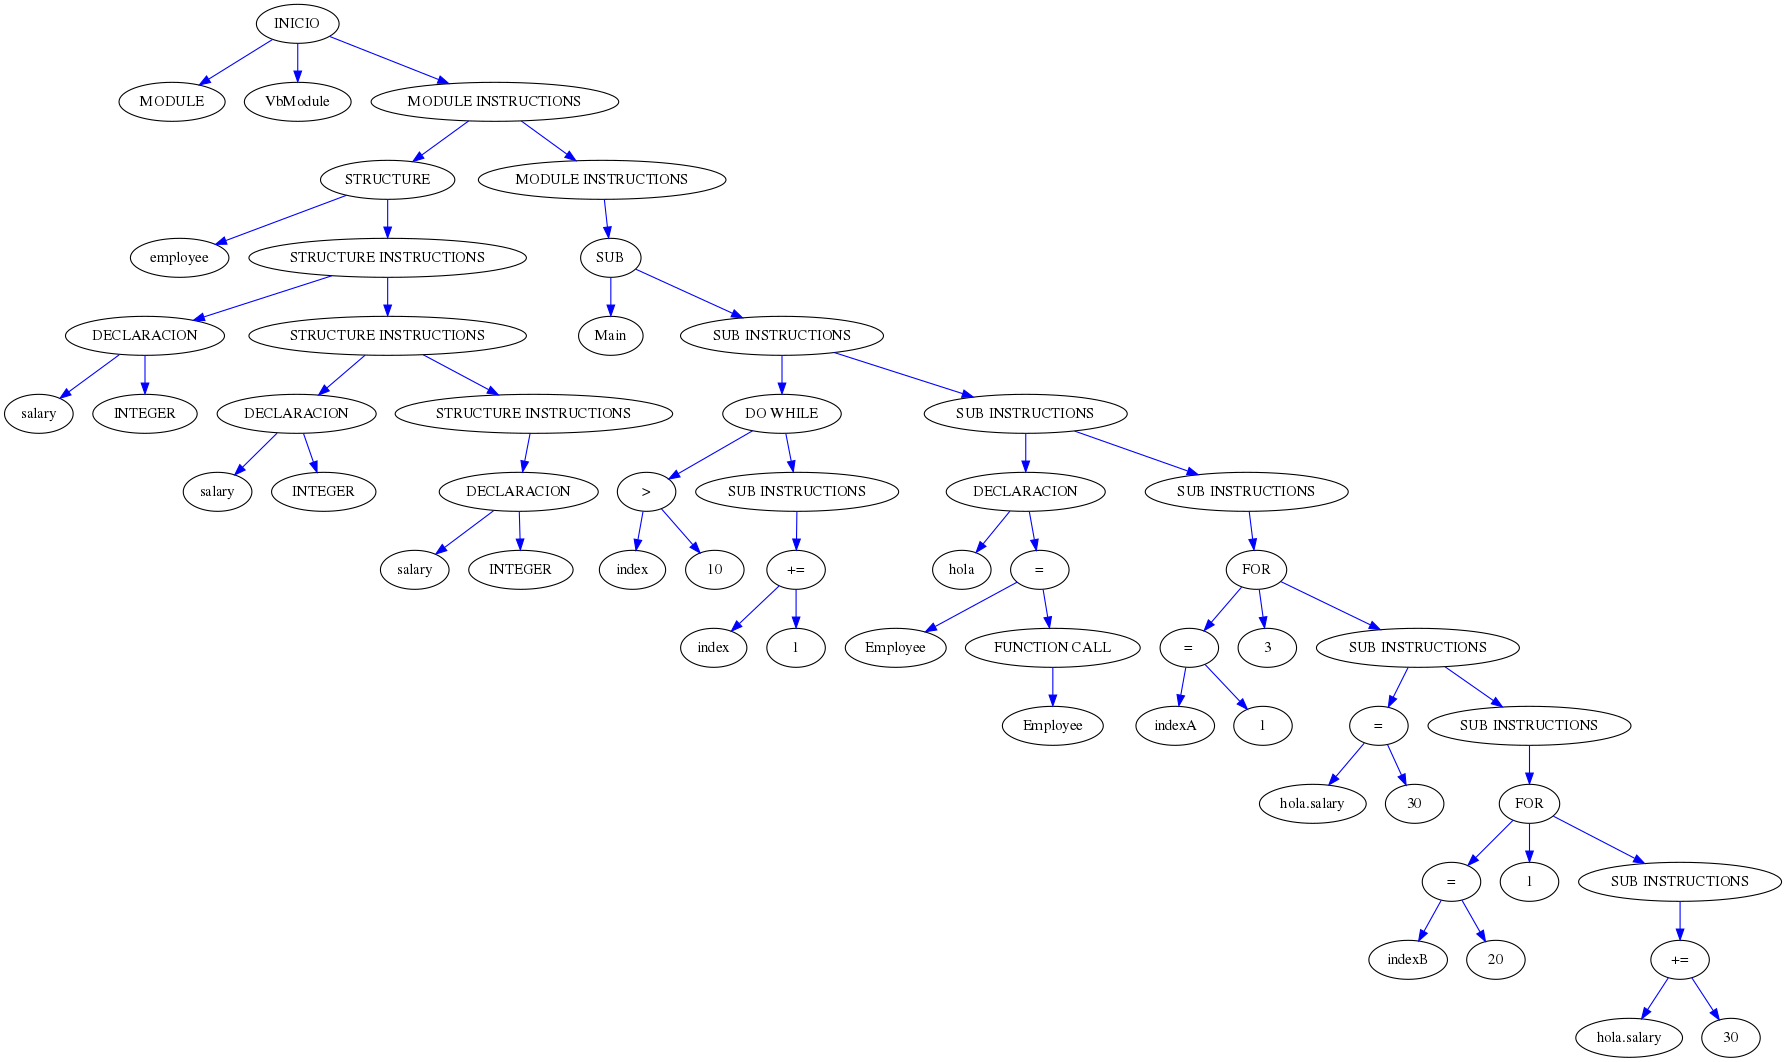 INICIO
MODULE VbModule MODULE INSTRUCTIONS
STRUCTURE MODULE INSTRUCTIONS
employee STRUCTURE INSTRUCTIONS SUB
DECLARACION STRUCTURE INSTRUCTIONS Main SUB INSTRUCTIONS
salary INTEGER DECLARACION STRUCTURE INSTRUCTIONS DO WHILE SUB INSTRUCTIONS
salary INTEGER DECLARACION > SUB INSTRUCTIONS DECLARACION SUB INSTRUCTIONS
salary INTEGER index 10 += hola = FOR
index 1 Employee FUNCTION CALL = 3 SUB INSTRUCTIONS
Employee indexA 1 = SUB INSTRUCTIONS
hola.salary 30 FOR
= 1 SUB INSTRUCTIONS
indexB 20 +=
hola.salary 30